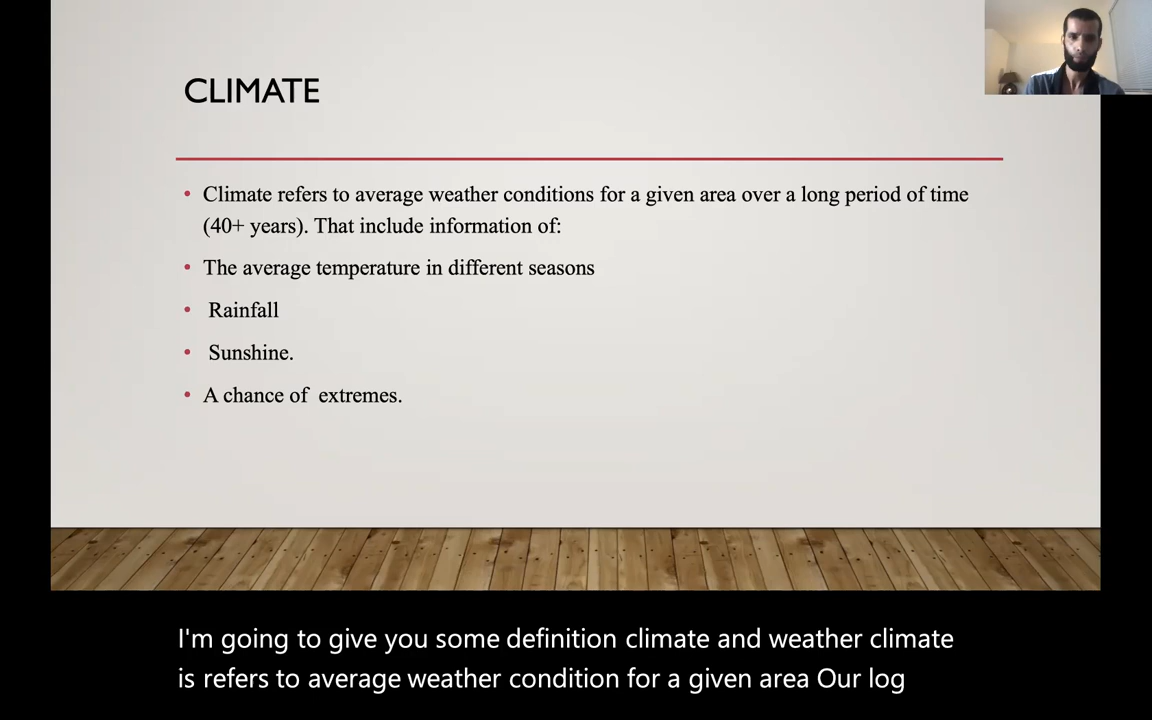 CLIMATE
• Climate refers to average weather conditions for a given area over a long period of time
(40+ years). That include information of:
• The average temperature in different seasons
• Rainfall
• Sunshine.
• A chance of  extremes.
I'm going to give you some definition climate and weather climate
is refers to average weather condition for a given area Our log